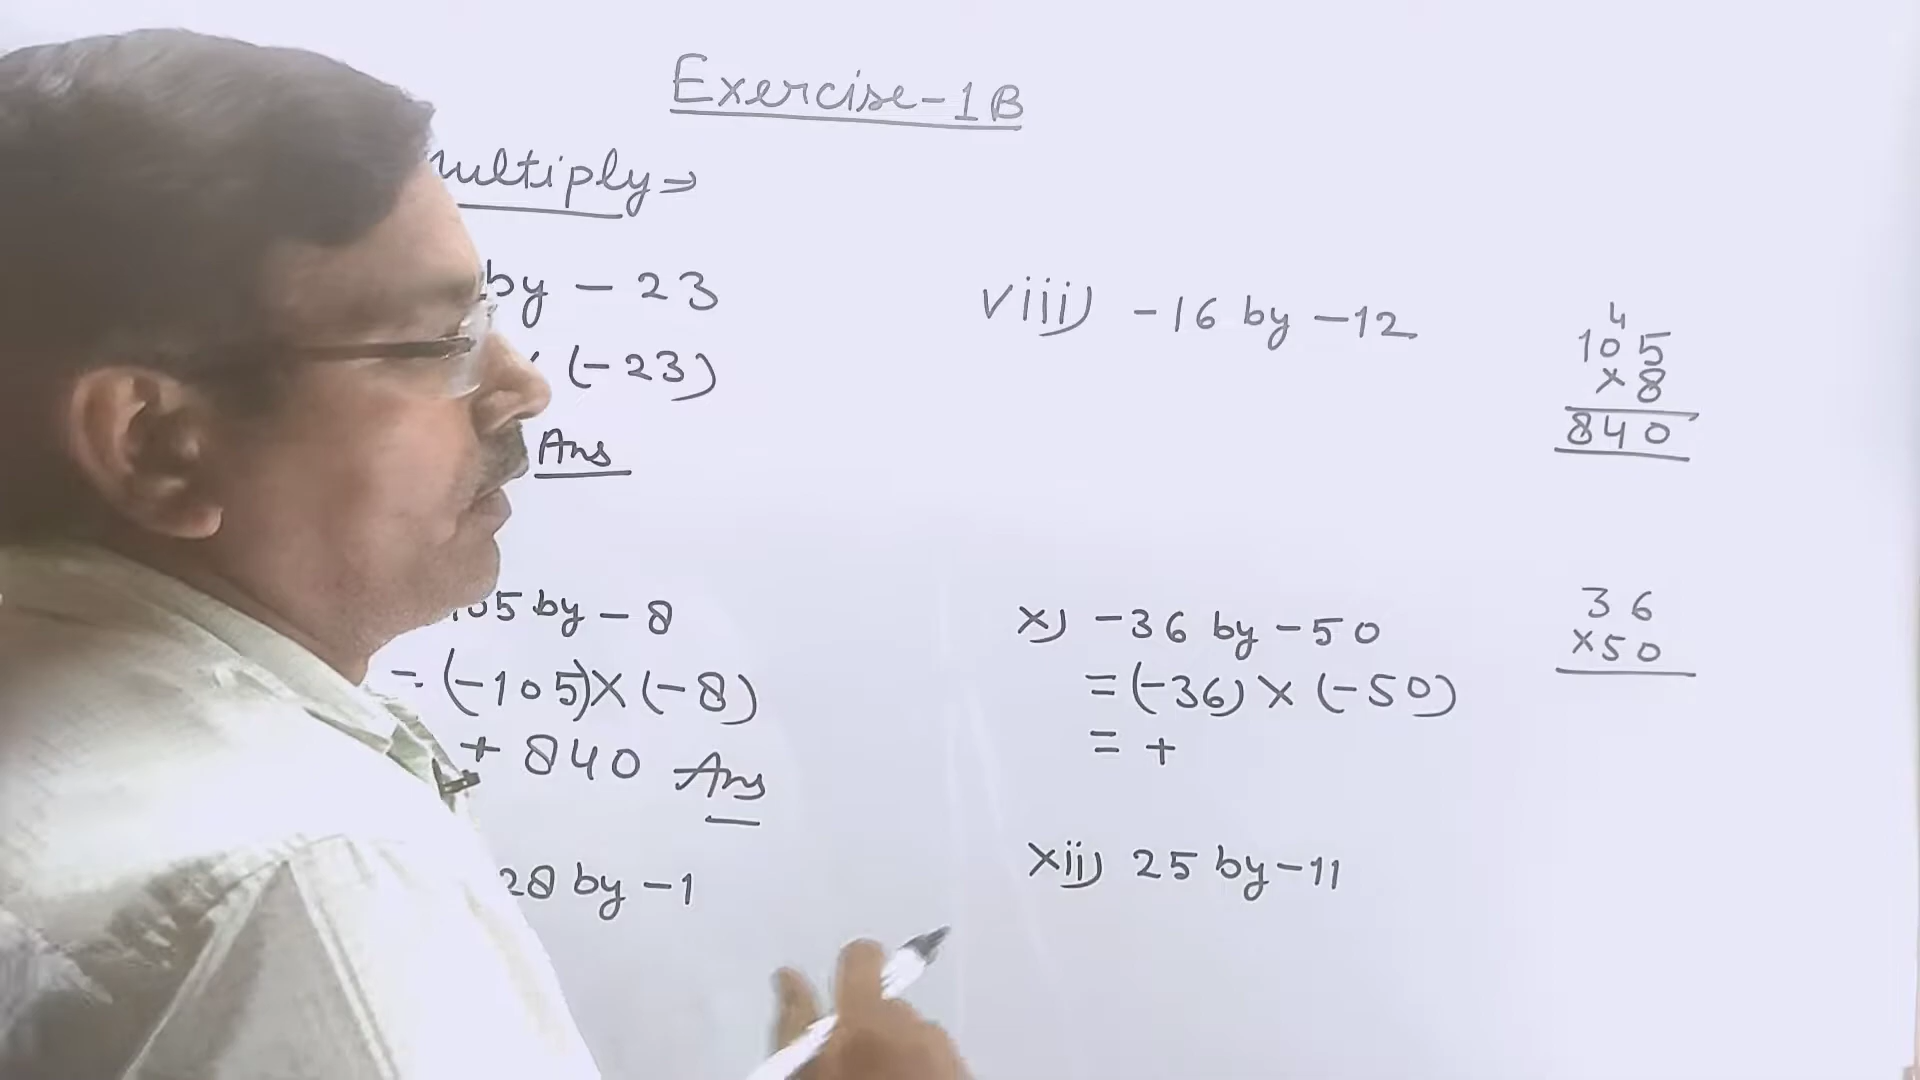 Exercise-1B
multiply⇒
by -23
(-23)
Ans
viii) -16 by -12
4
105
×8
840
05 by -8
= (-105)×(-8)
+ 840 Ans
x) -36 by -50
= (-36) × (-50)
= +
36
×50
28 by -1
xii) 25 by -11